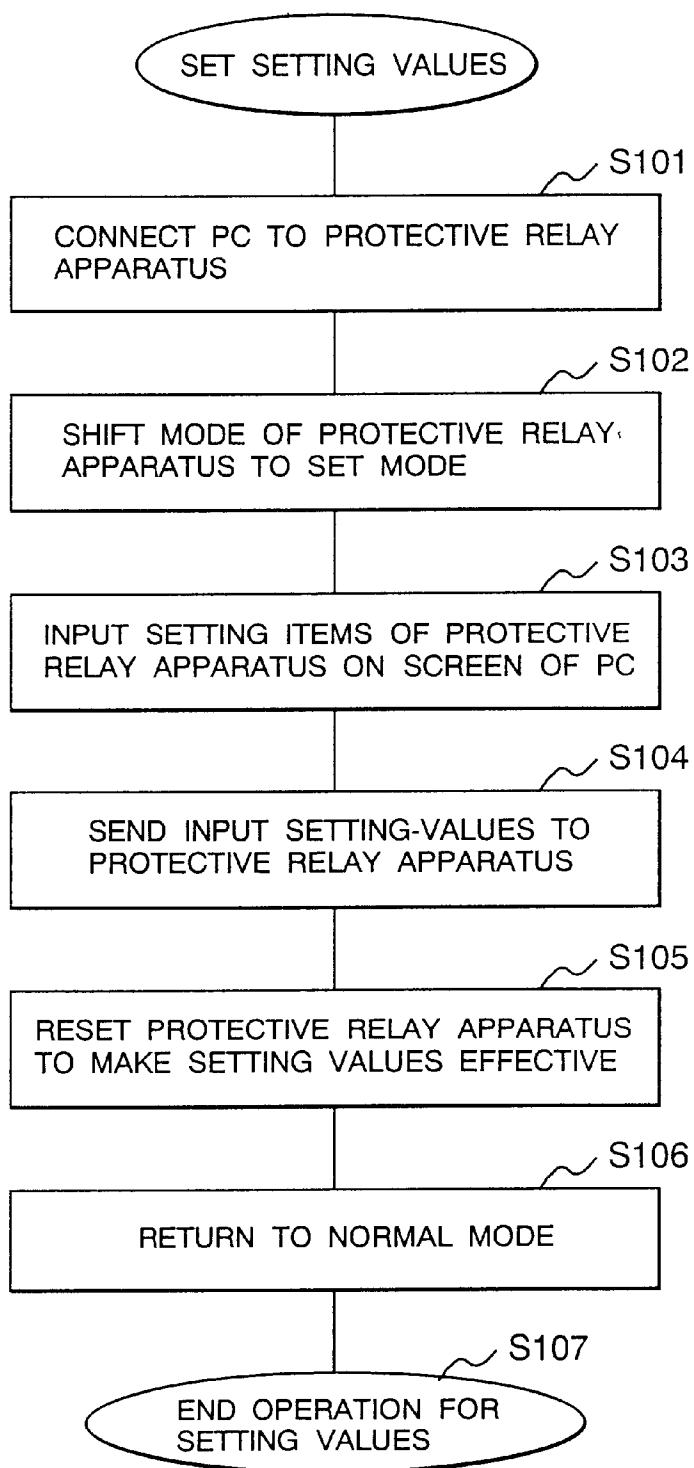 SET SETTING VALUES
S101
CONNECT PC TO PROTECTIVE RELAY
APPARATUS
S102
SHIFT MODE OF PROTECTIVE RELAY
APPARATUS TO SET MODE
S103
INPUT SETTING ITEMS OF PROTECTIVE
RELAY APPARATUS ON SCREEN OF PC
S104
SEND INPUT SETTING-VALUES TO
PROTECTIVE RELAY APPARATUS
S105
RESET PROTECTIVE RELAY APPARATUS
TO MAKE SETTING VALUES EFFECTIVE
S106
RETURN TO NORMAL MODE
S107
END OPERATION FOR
SETTING VALUES